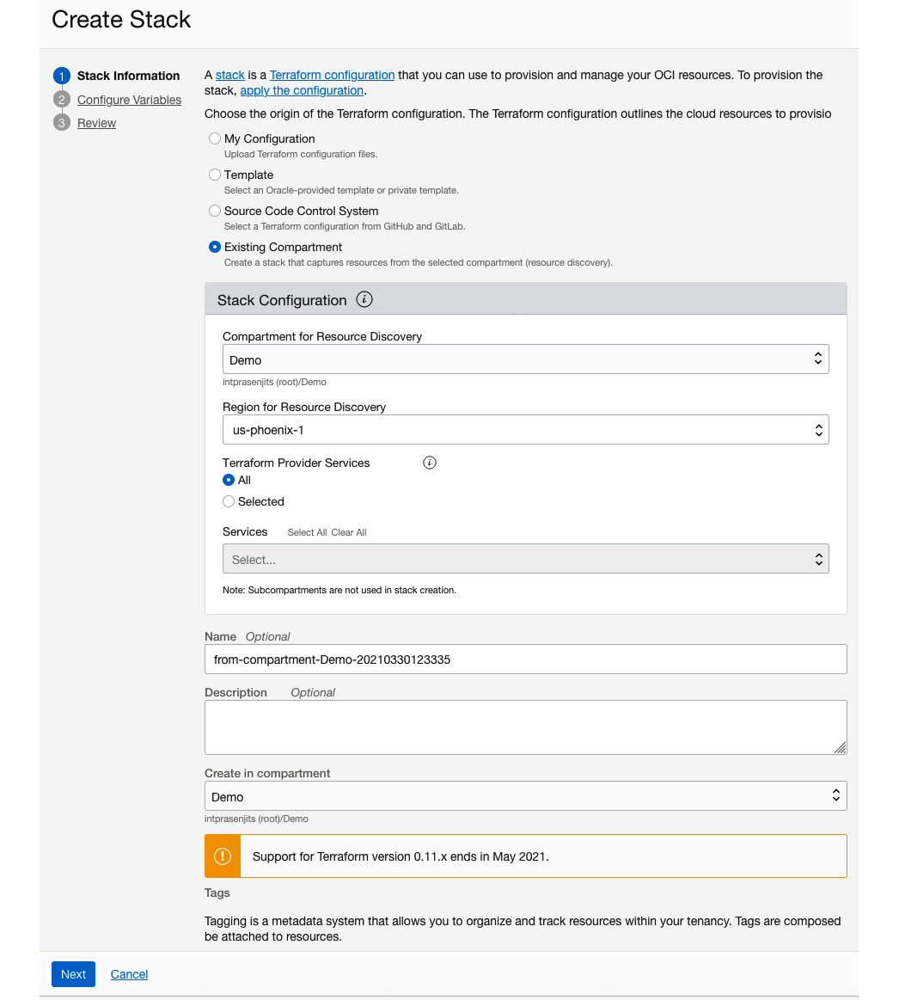 Create Stack
1 Stack Information
2 Configure Variables
3 Review
A stack is a Terraform configuration that you can use to provision and manage your OCI resources. To provision the
stack, apply the configuration.
Choose the origin of the Terraform configuration. The Terraform configuration outlines the cloud resources to provisio
My Configuration
Upload Terraform configuration files.
Template
Select an Oracle-provided template or private template.
Source Code Control System
Select a Terraform configuration from GitHub and GitLab.
Existing Compartment
Create a stack that captures resources from the selected compartment (resource discovery).
Stack Configuration i
Compartment for Resource Discovery
Demo
intprasenjits (root)/Demo
Region for Resource Discovery
us-phoenix-1
Terraform Provider Services i
All
Selected
Services Select All Clear All
Select...
Note: Subcompartments are not used in stack creation.
Name Optional
from-compartment-Demo-20210330123335
Description Optional
Create in compartment
Demo
intprasenjits (root)/Demo
! Support for Terraform version 0.11.x ends in May 2021.
Tags
Tagging is a metadata system that allows you to organize and track resources within your tenancy. Tags are composed
be attached to resources.
Next Cancel